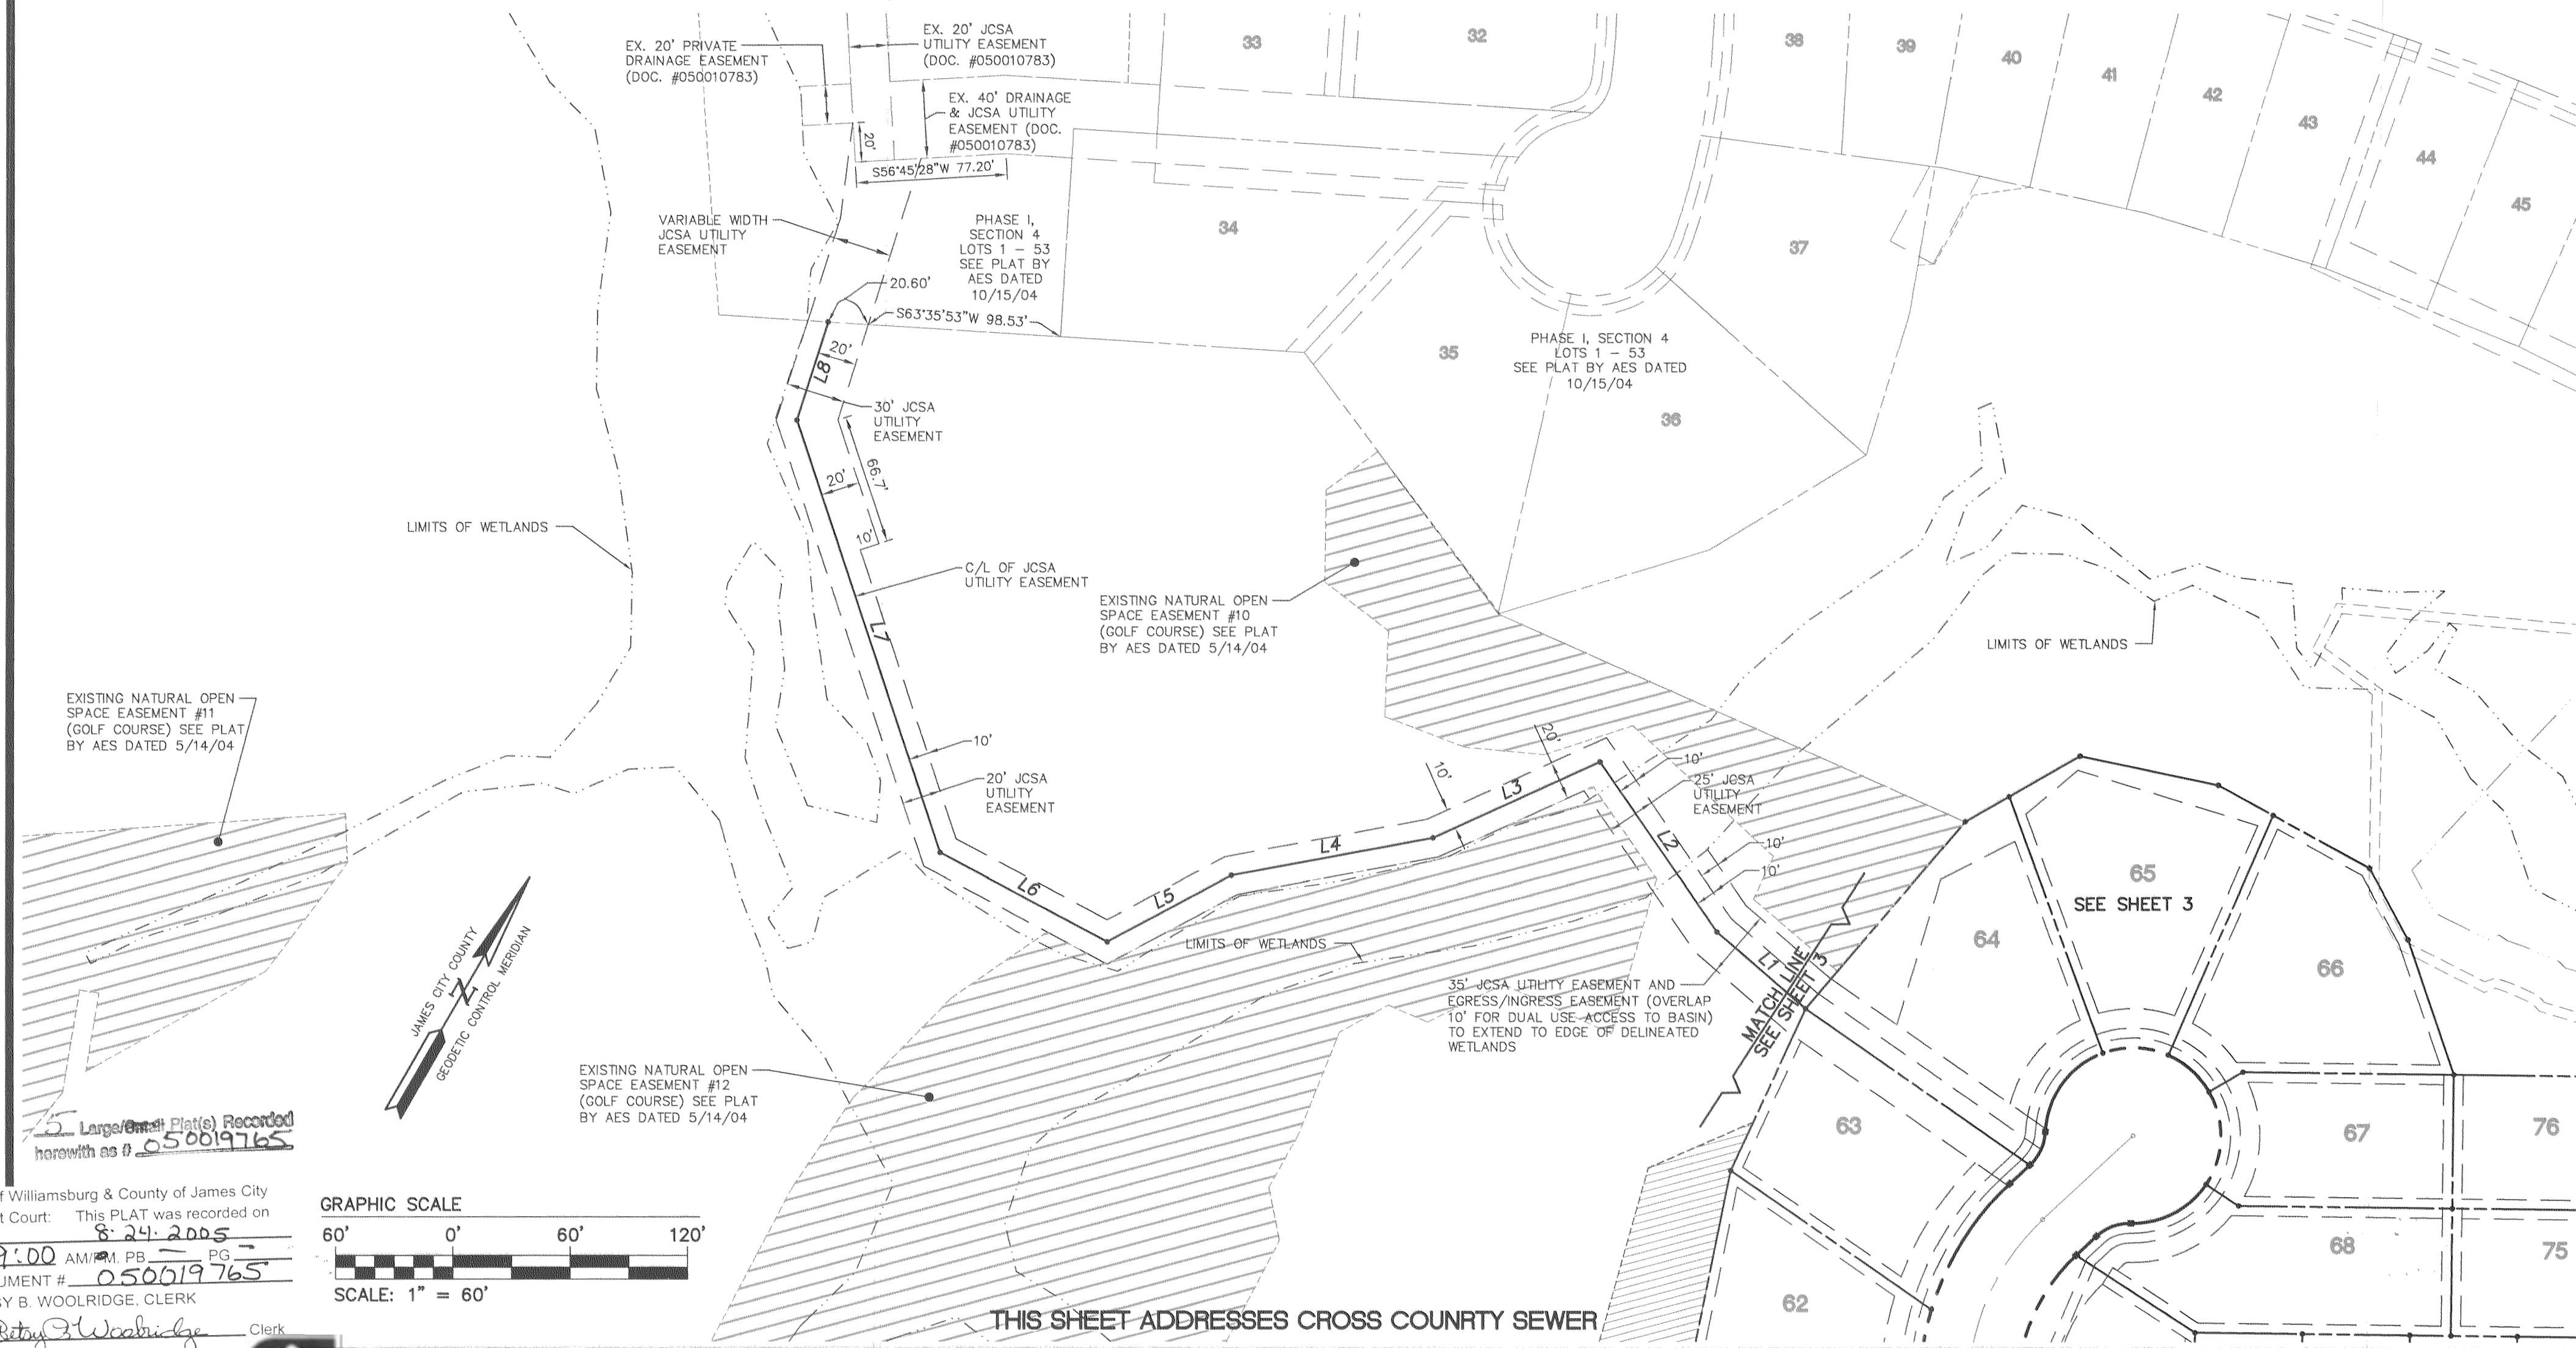 EX. 20' PRIVATE
DRAINAGE EASEMENT
(DOC. #050010783)
EX. 20' JCSA
UTILITY EASEMENT
(DOC. #050010783)
EX. 40' DRAINAGE
& JCSA UTILITY
EASEMENT (DOC.
#050010783)
20'
S56°45'28"W 77.20'
33
32
38
39
40
41
42
43
44
45
VARIABLE WIDTH
JCSA UTILITY
EASEMENT
PHASE I,
SECTION 4
LOTS 1 - 53
SEE PLAT BY
AES DATED
10/15/04
34
37
20.60'
S63°35'53"W 98.53'
20'
L8
30' JCSA
UTILITY
EASEMENT
66.7'
20'
10'
35
PHASE I, SECTION 4
LOTS 1 - 53
SEE PLAT BY AES DATED
10/15/04
36
LIMITS OF WETLANDS
C/L OF JCSA
UTILITY EASEMENT
L7
EXISTING NATURAL OPEN
SPACE EASEMENT #10
(GOLF COURSE) SEE PLAT
BY AES DATED 5/14/04
LIMITS OF WETLANDS
EXISTING NATURAL OPEN
SPACE EASEMENT #11
(GOLF COURSE) SEE PLAT
BY AES DATED 5/14/04
10'
20' JCSA
UTILITY
EASEMENT
20'
10'
10'
25' JCSA
UTILITY
EASEMENT
L3
L2
L4
10'
10'
L6
L5
65
SEE SHEET 3
64
66
LIMITS OF WETLANDS
L1
MATCH LINE
SEE SHEET 3
35' JCSA UTILITY EASEMENT AND
EGRESS/INGRESS EASEMENT (OVERLAP
10' FOR DUAL USE ACCESS TO BASIN)
TO EXTEND TO EDGE OF DELINEATED
WETLANDS
JAMES CITY COUNTY
N
GEODETIC CONTROL MERIDIAN
EXISTING NATURAL OPEN
SPACE EASEMENT #12
(GOLF COURSE) SEE PLAT
BY AES DATED 5/14/04
63
67
76
62
68
75
5 Large/Small Plat(s) Recorded
herewith as # 050019765
f Williamsburg & County of James City
t Court: This PLAT was recorded on
8.24.2005
9:00 AM/PM. PB — PG —
UMENT # 050019765
SY B. WOOLRIDGE, CLERK
Betsy B Woolridge Clerk
GRAPHIC SCALE
60' 0' 60' 120'
SCALE: 1" = 60'
THIS SHEET ADDRESSES CROSS COUNRTY SEWER